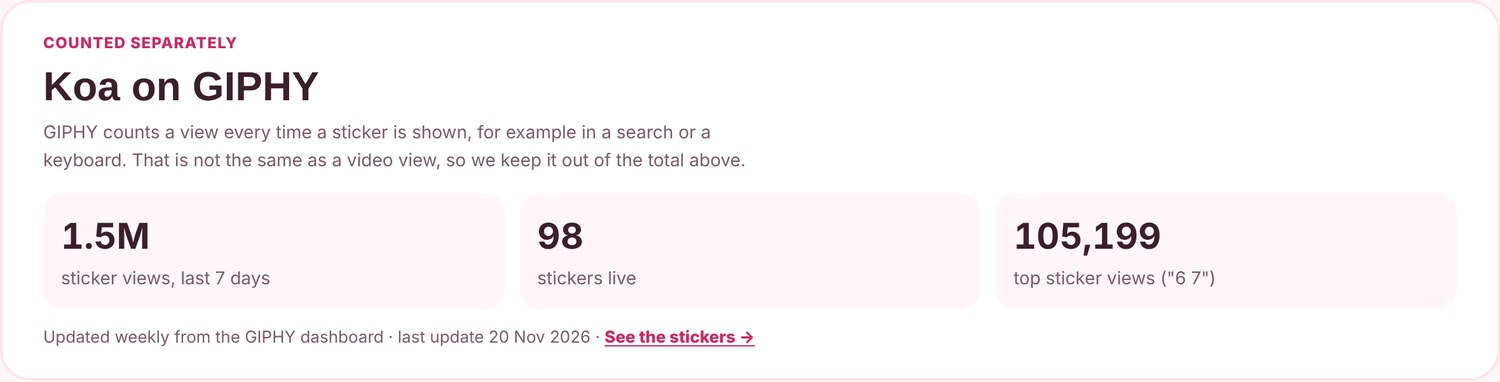 COUNTED SEPARATELY
Koa on GIPHY
GIPHY counts a view every time a sticker is shown, for example in a search or a
keyboard. That is not the same as a video view, so we keep it out of the total above.
1.5M
sticker views, last 7 days
98
stickers live
105,199
top sticker views ("6 7")
Updated weekly from the GIPHY dashboard · last update 20 Nov 2026 · See the stickers →